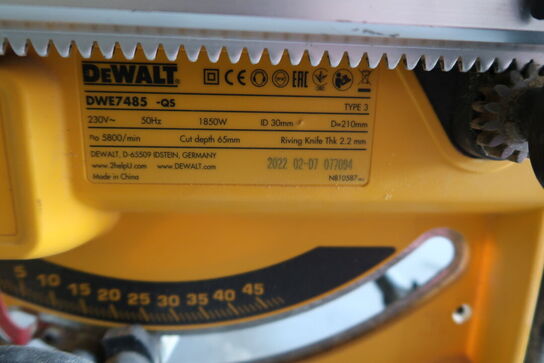 DEWALT
DWE7485 -QS TYPE 3
230V~ 50Hz 1850W ID 30mm D=210mm
n₀ 5800/min Cut depth 65mm Riving Knife Thk 2.2 mm
DEWALT, D-65509 IDSTEIN, GERMANY
www.2helpU.com www.DEWALT.com 2022 02-07 077094
Made in China N810587
5 10 15 20 25 30 35 40 45